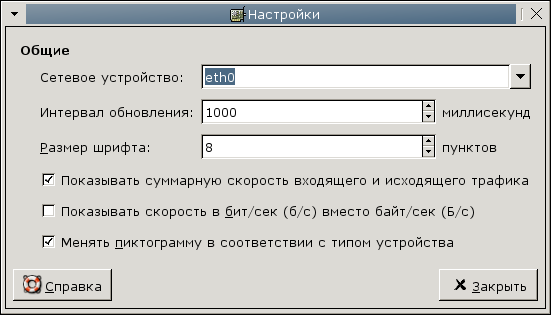 Настройки
Общие
Сетевое устройство: eth0
Интервал обновления: 1000 миллисекунд
Размер шрифта: 8 пунктов
Показывать суммарную скорость входящего и исходящего трафика
Показывать скорость в бит/сек (б/с) вместо байт/сек (Б/с)
Менять пиктограмму в соответствии с типом устройства
Справка Закрыть